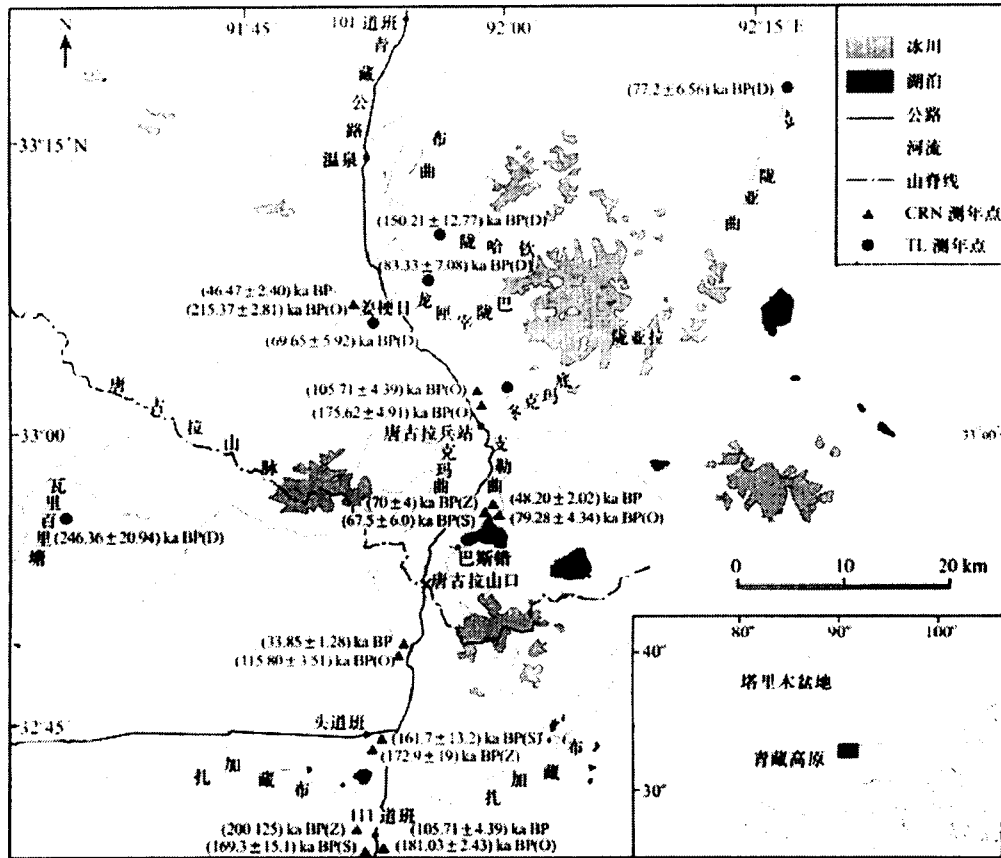 N
91°45′
92°00′
92°15′E
101 道班
青藏公路
冰川
湖泊
公路
河流
山脊线
CRN 测年点
TL 测年点
(77.2±6.56) ka BP(D)
33°15′N
温泉
布曲
陇亚曲
(150.21±12.77) ka BP(D)
陇哈钦
(83.33±7.08) ka BP(D)
(46.47±2.40) ka BP
(215.37±2.81) ka BP(O)
龙匣宰陇巴
(69.65±5.92) ka BP(D)
陇亚拉
(105.71±4.39) ka BP(O)
(175.62±4.91) ka BP(O)
冬克玛底
唐古拉山脉
33°00′
唐古拉兵站
33°00′
克玛曲
支勒曲
瓦里百里塘
(70±4) ka BP(Z)
(48.20±2.02) ka BP
(67.5±6.0) ka BP(S)
(79.28±4.34) ka BP(O)
(246.36±20.94) ka BP(D)
巴斯错
唐古拉山口
0
10
20 km
(33.85±1.28) ka BP
(115.80±3.51) ka BP(O)
80°
90°
100°
40°
塔里木盆地
青藏高原
30°
32°45′
头道班
(161.7±13.2) ka BP(S)
(172.9±19) ka BP(Z)
扎加藏布
扎加藏布
111 道班
(200 125) ka BP(Z)
(105.71±4.39) ka BP
(169.3±15.1) ka BP(S)
(181.03±2.43) ka BP(O)